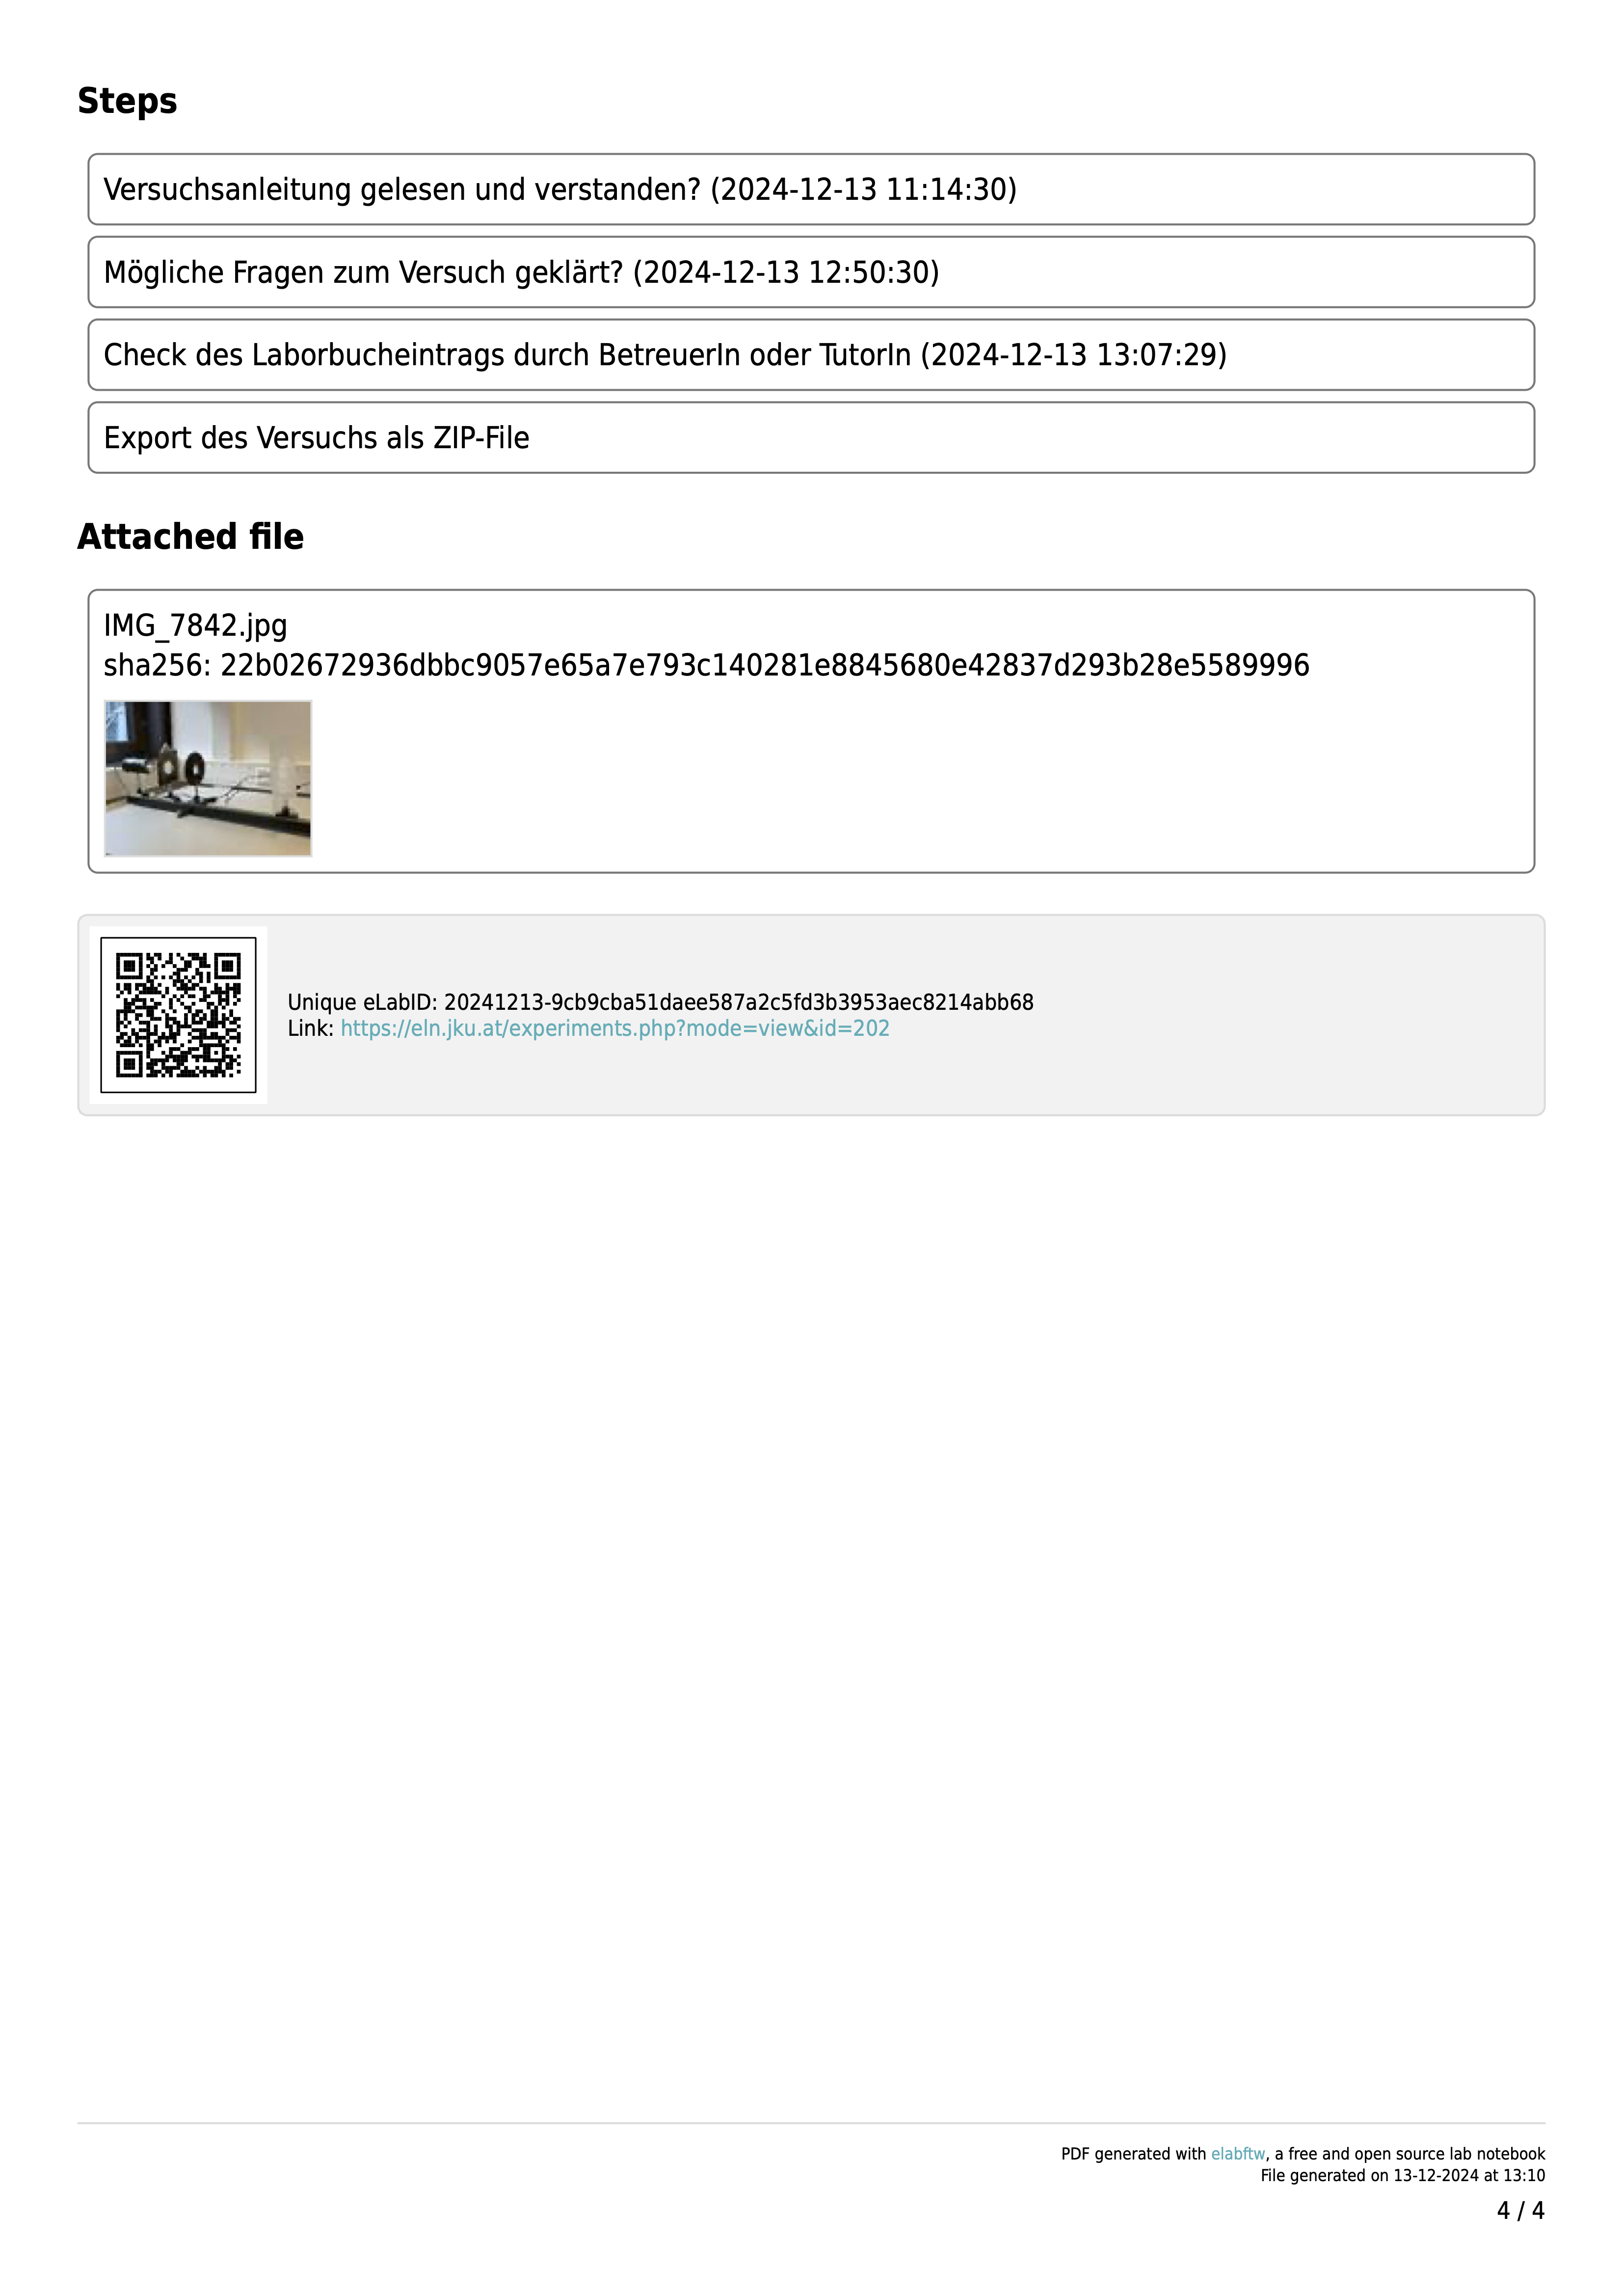 Steps
Versuchsanleitung gelesen und verstanden? (2024-12-13 11:14:30)
Mögliche Fragen zum Versuch geklärt? (2024-12-13 12:50:30)
Check des Laborbucheintrags durch BetreuerIn oder TutorIn (2024-12-13 13:07:29)
Export des Versuchs als ZIP-File
Attached file
IMG_7842.jpg
sha256: 22b02672936dbbc9057e65a7e793c140281e8845680e42837d293b28e5589996
Unique eLabID: 20241213-9cb9cba51daee587a2c5fd3b3953aec8214abb68
Link: https://eln.jku.at/experiments.php?mode=view&id=202
PDF generated with elabftw, a free and open source lab notebook
File generated on 13-12-2024 at 13:10
4 / 4